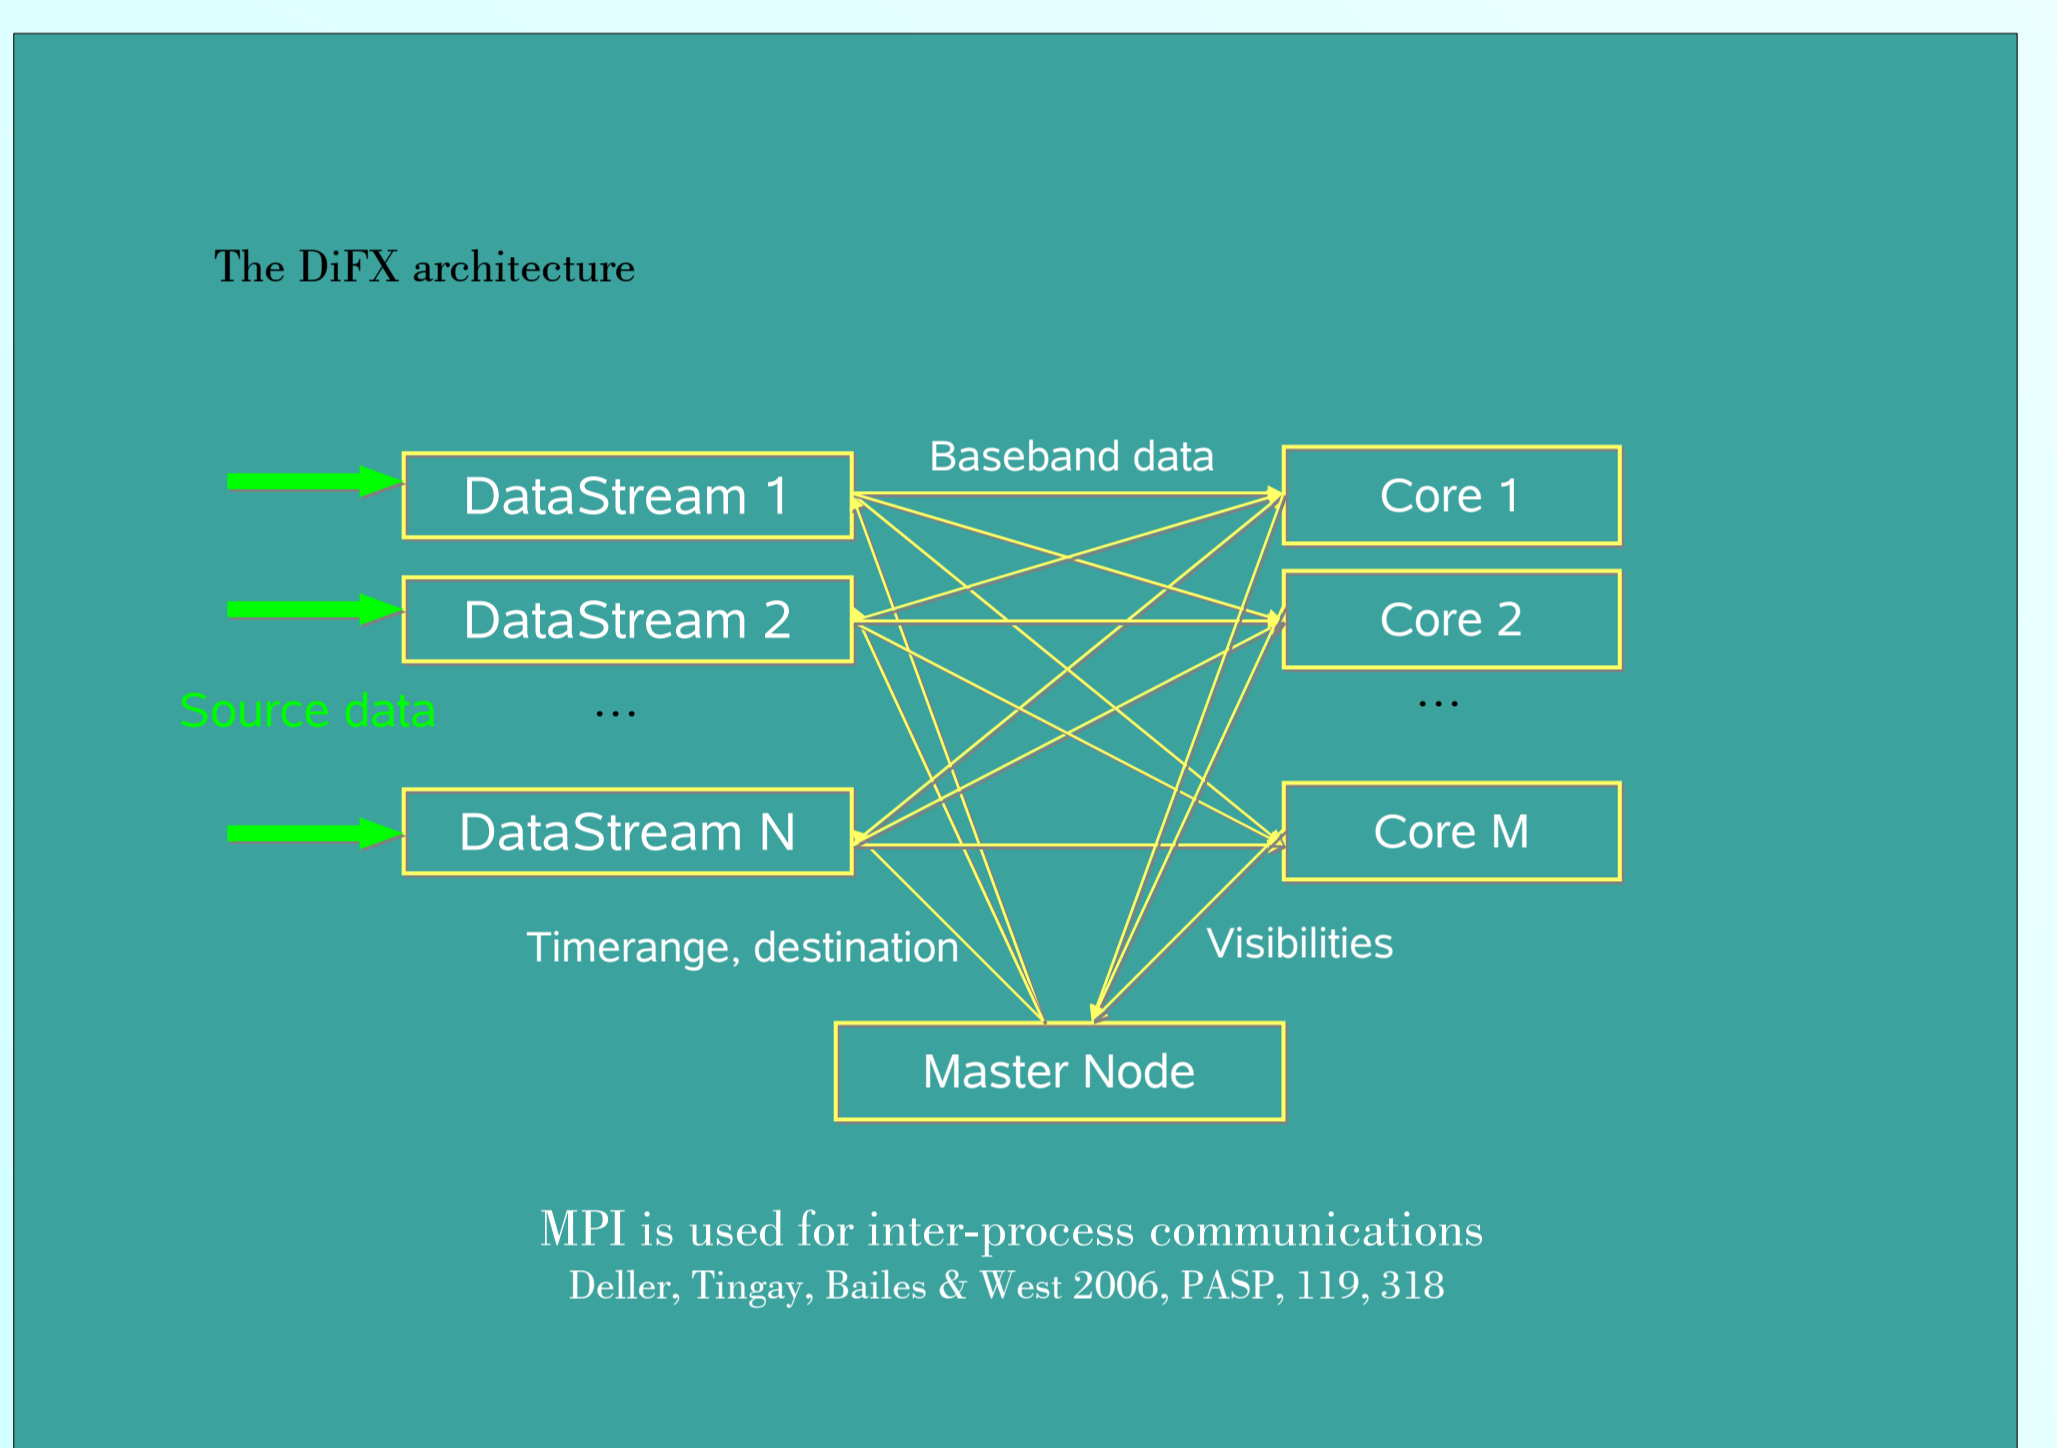 The DiFX architecture
Baseband data
DataStream 1
Core 1
DataStream 2
Core 2
Source data
...
...
DataStream N
Core M
Timerange, destination
Visibilities
Master Node
MPI is used for inter-process communications
Deller, Tingay, Bailes & West 2006, PASP, 119, 318